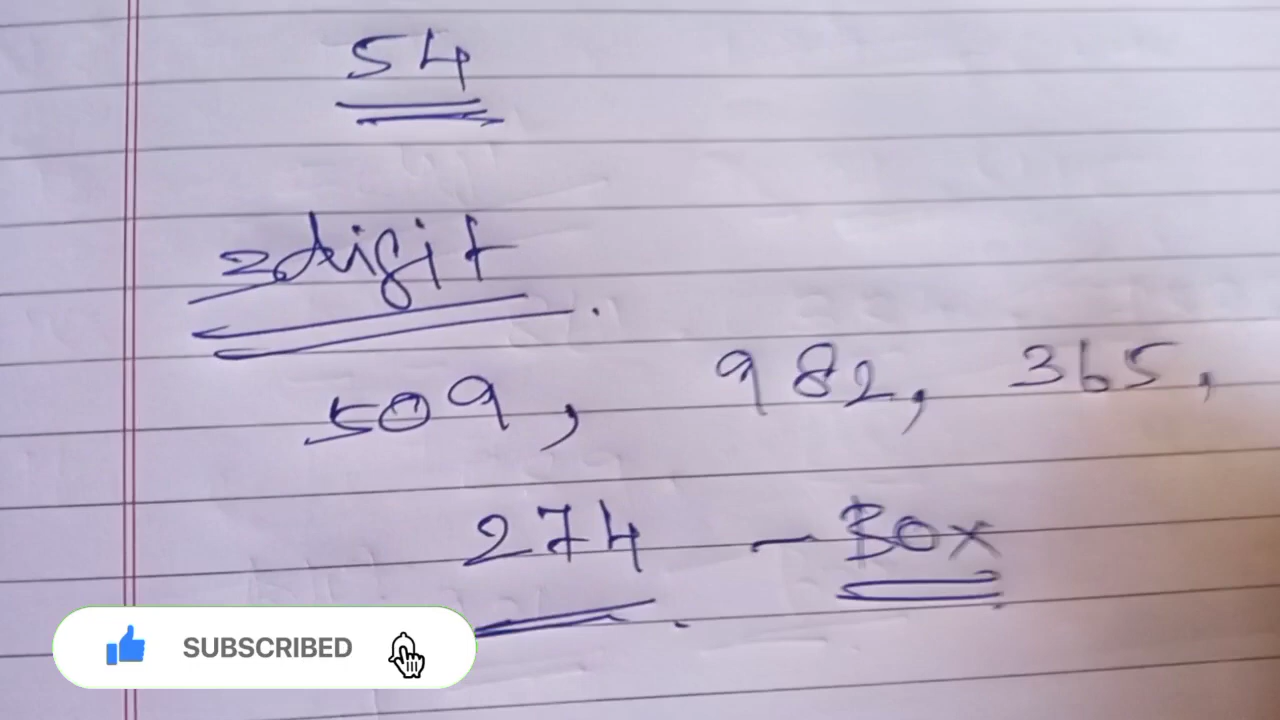 54
3digit.
509, 982, 365,
274 - Box
SUBSCRIBED